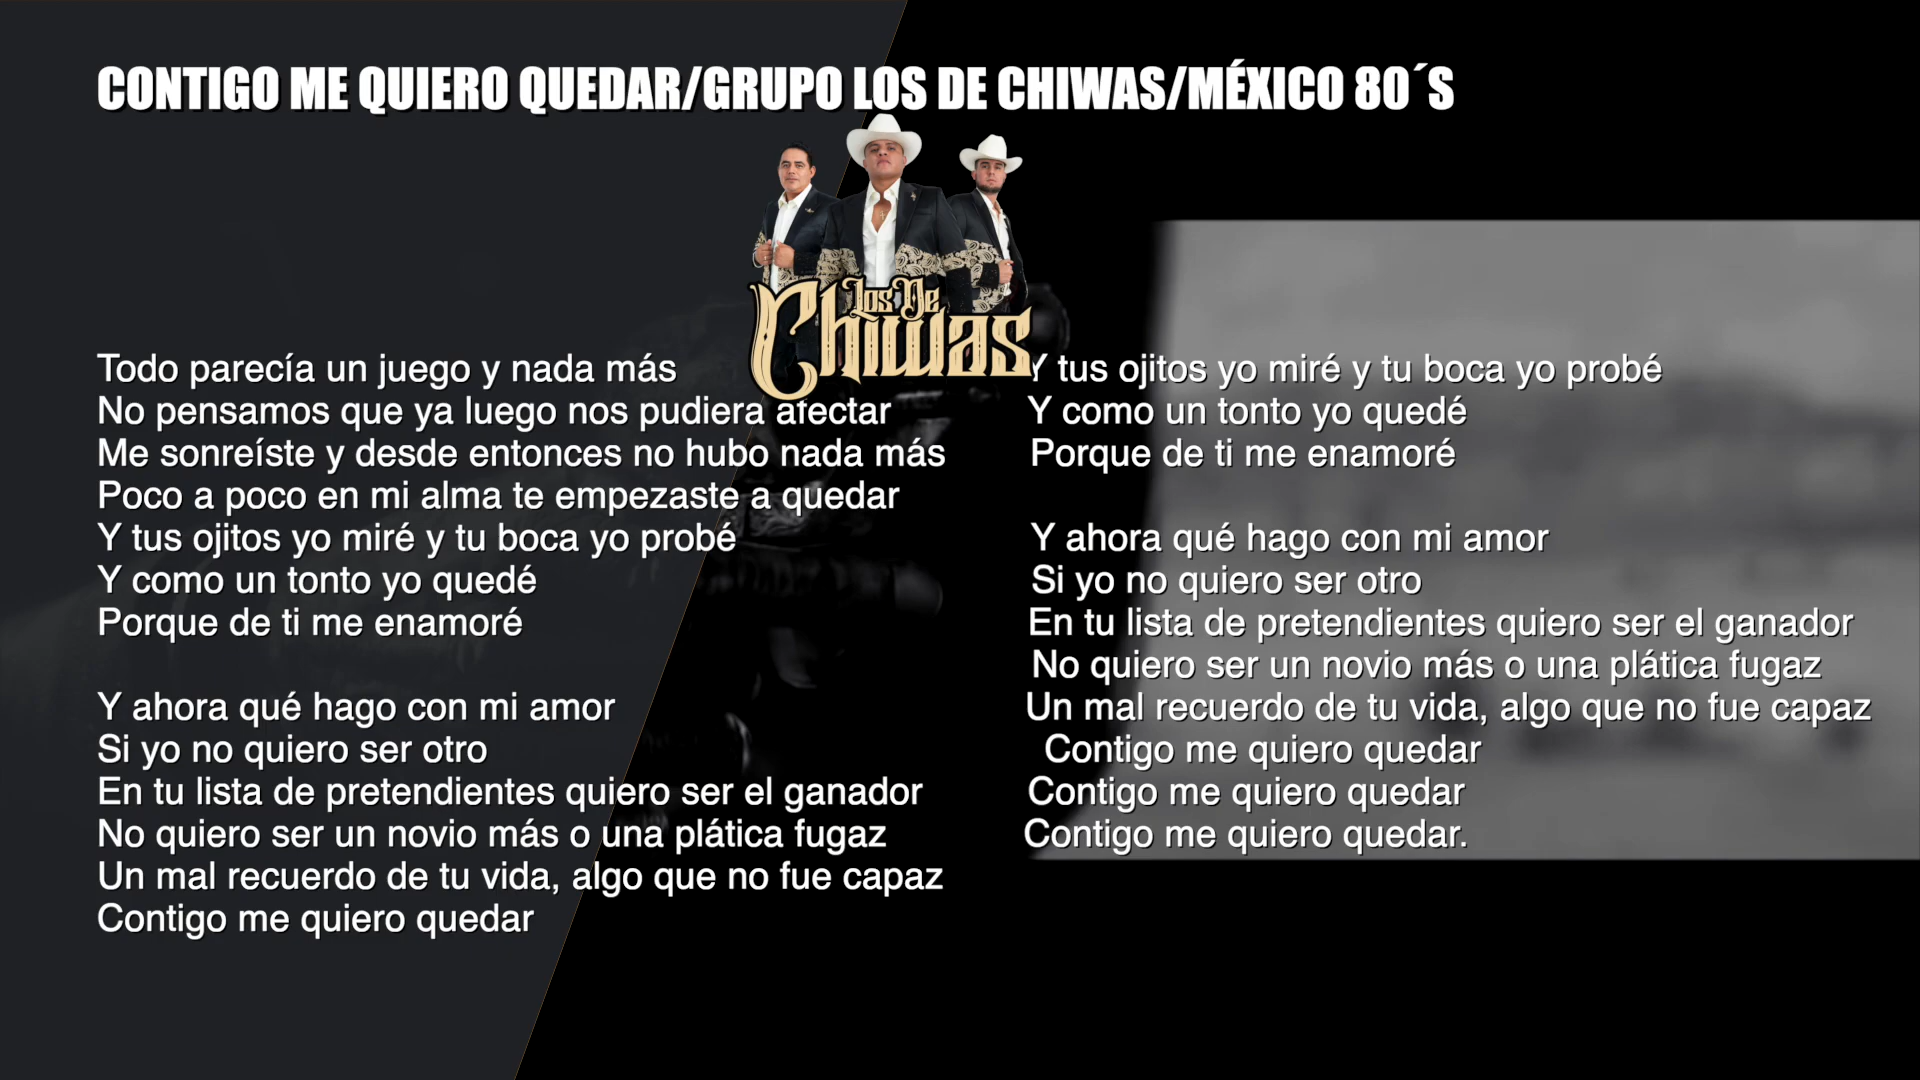 CONTIGO ME QUIERO QUEDAR/GRUPO LOS DE CHIWAS/MÉXICO 80´S
LOS DE
Chiwas
Todo parecía un juego y nada más
No pensamos que ya luego nos pudiera afectar
Me sonreíste y desde entonces no hubo nada más
Poco a poco en mi alma te empezaste a quedar
Y tus ojitos yo miré y tu boca yo probé
Y como un tonto yo quedé
Porque de ti me enamoré
Y ahora qué hago con mi amor
Si yo no quiero ser otro
En tu lista de pretendientes quiero ser el ganador
No quiero ser un novio más o una plática fugaz
Un mal recuerdo de tu vida, algo que no fue capaz
Contigo me quiero quedar
Y tus ojitos yo miré y tu boca yo probé
Y como un tonto yo quedé
Porque de ti me enamoré
Y ahora qué hago con mi amor
Si yo no quiero ser otro
En tu lista de pretendientes quiero ser el ganador
No quiero ser un novio más o una plática fugaz
Un mal recuerdo de tu vida, algo que no fue capaz
Contigo me quiero quedar
Contigo me quiero quedar
Contigo me quiero quedar.